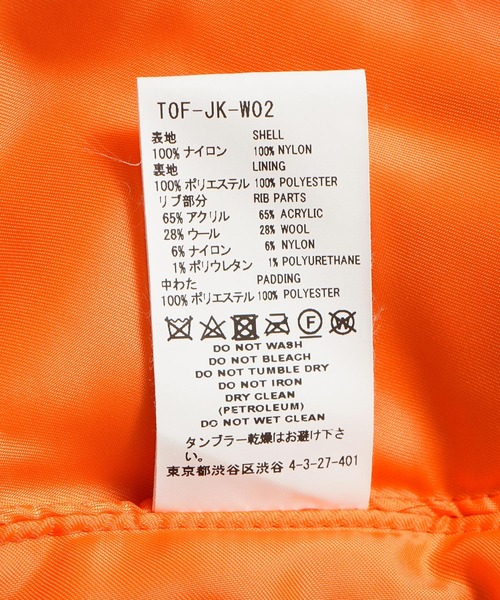 TOF-JK-W02
表地 SHELL
100% ナイロン 100% NYLON
裏地 LINING
100% ポリエステル 100% POLYESTER
リブ部分 RIB PARTS
65% アクリル 65% ACRYLIC
28% ウール 28% WOOL
6% ナイロン 6% NYLON
1% ポリウレタン 1% POLYURETHANE
中わた PADDING
100% ポリエステル 100% POLYESTER
F W
DO NOT WASH
DO NOT BLEACH
DO NOT TUMBLE DRY
DO NOT IRON
DRY CLEAN
(PETROLEUM)
DO NOT WET CLEAN
タンブラー乾燥はお避け下さ
い。
東京都渋谷区渋谷 4-3-27-401